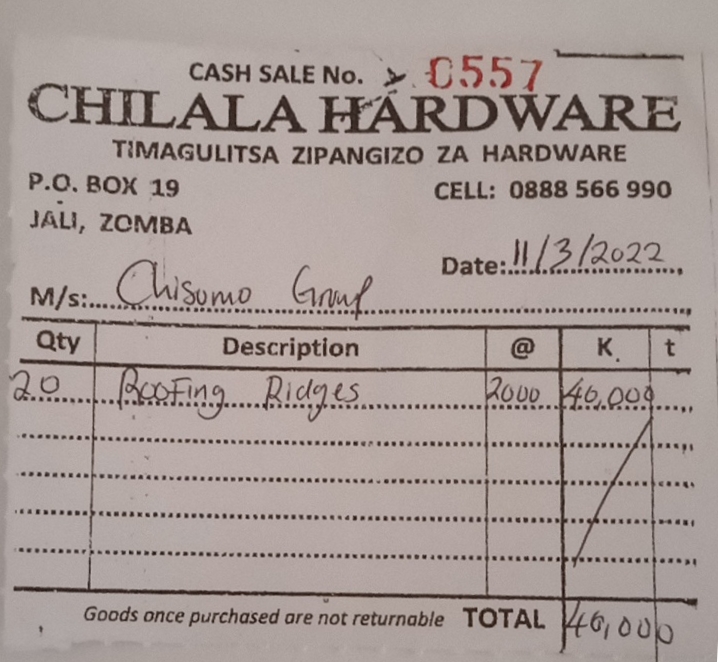 CASH SALE No. 0557
CHILALA HARDWARE
TIMAGULITSA ZIPANGIZO ZA HARDWARE
P.O. BOX 19 CELL: 0888 566 990
JALI, ZOMBA
Date: 11/3/2022
M/s: Chisomo Group
Qty Description @ K. t
20 Roofing Ridges 2000 40,000
Goods once purchased are not returnable TOTAL 40,000